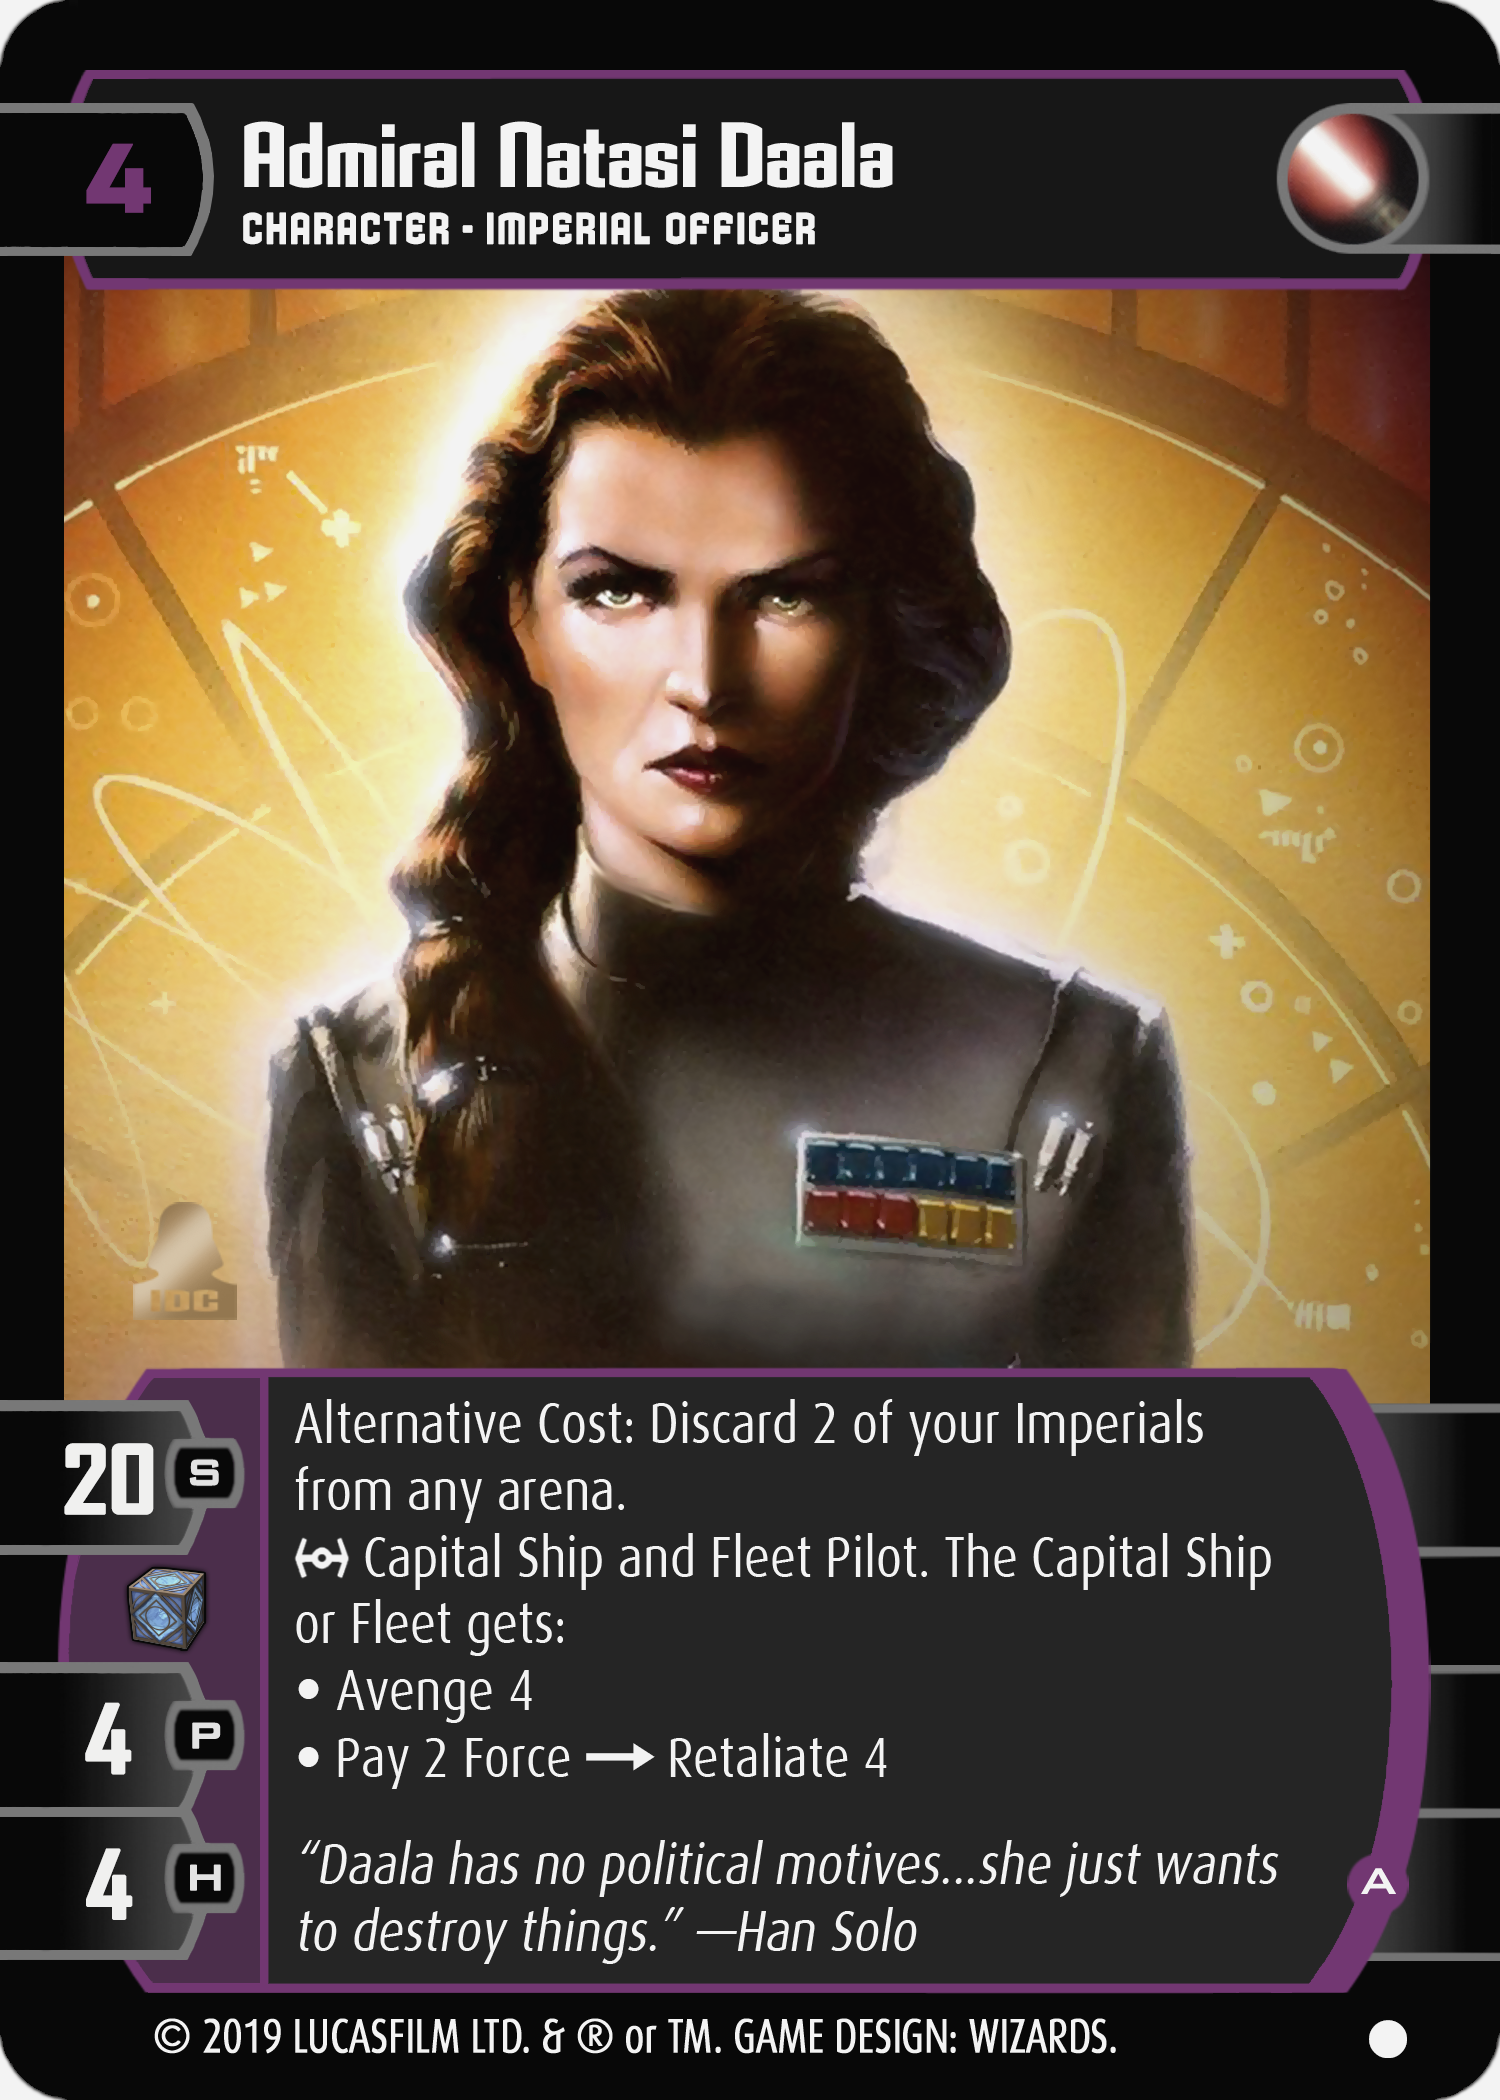 4
Admiral Natasi Daala
CHARACTER - IMPERIAL OFFICER
IDC
20 S
4 P
4 H
Alternative Cost: Discard 2 of your Imperials
from any arena.
Capital Ship and Fleet Pilot. The Capital Ship
or Fleet gets:
• Avenge 4
• Pay 2 Force → Retaliate 4
“Daala has no political motives...she just wants
to destroy things.” —Han Solo
A
© 2019 LUCASFILM LTD. & ® or TM. GAME DESIGN: WIZARDS.